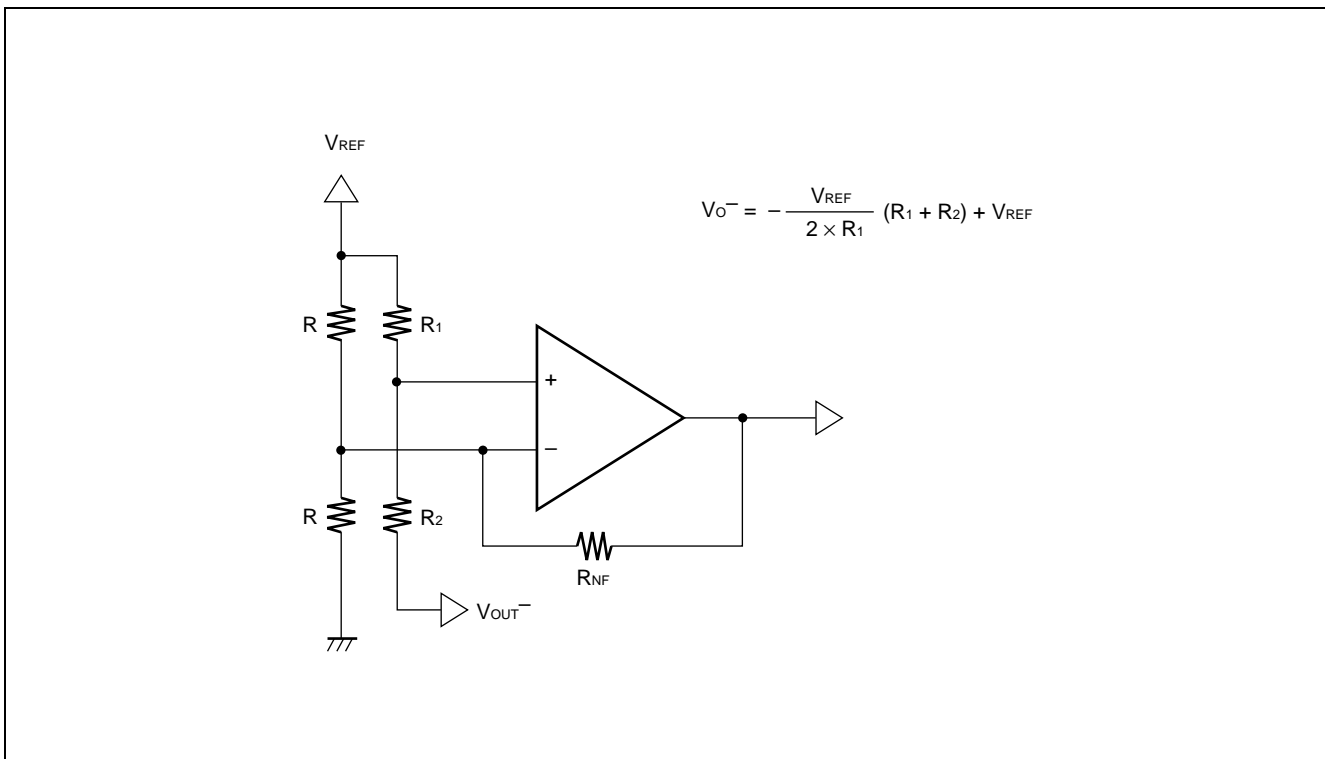 VREF
VO− = − VREF / 2 × R1 (R1 + R2) + VREF
R
R1
+
−
R
R2
RNF
VOUT−